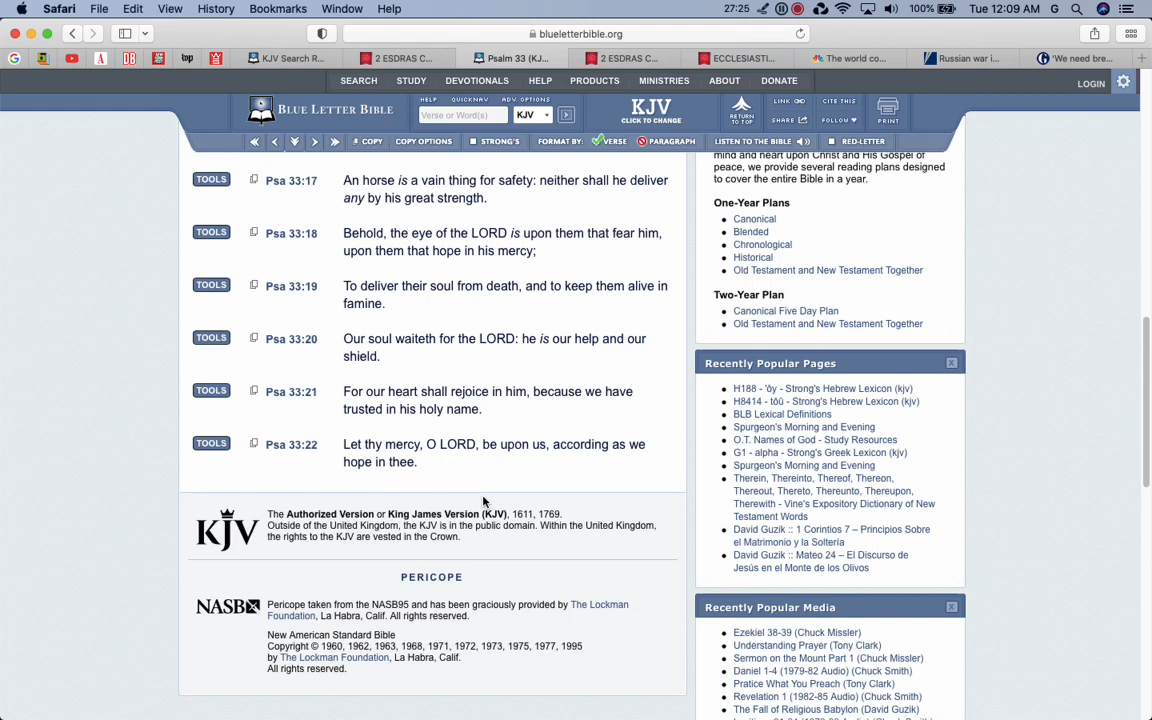 Safari File Edit View History Bookmarks Window Help 27:25 100% Tue 12:09 AM G
blueletterbible.org
G A DB top KJV Search R... 2 ESDRAS C... Psalm 33 (KJ... 2 ESDRAS C... ECCLESIASTI... The world co... Russian war i... 'We need bre...
SEARCH STUDY DEVOTIONALS HELP PRODUCTS MINISTRIES ABOUT DONATE LOGIN
BLUE LETTER BIBLE
HELP QUICKNAV ADV. OPTIONS
Verse or Word(s) KJV
KJV
CLICK TO CHANGE
RETURN
TO TOP
LINK CITE THIS
SHARE FOLLOW
PRINT
COPY COPY OPTIONS STRONG'S FORMAT BY: VERSE PARAGRAPH LISTEN TO THE BIBLE RED-LETTER
TOOLS Psa 33:17 An horse is a vain thing for safety: neither shall he deliver
any by his great strength.
TOOLS Psa 33:18 Behold, the eye of the LORD is upon them that fear him,
upon them that hope in his mercy;
TOOLS Psa 33:19 To deliver their soul from death, and to keep them alive in
famine.
TOOLS Psa 33:20 Our soul waiteth for the LORD: he is our help and our
shield.
TOOLS Psa 33:21 For our heart shall rejoice in him, because we have
trusted in his holy name.
TOOLS Psa 33:22 Let thy mercy, O LORD, be upon us, according as we
hope in thee.
KJV
The Authorized Version or King James Version (KJV), 1611, 1769.
Outside of the United Kingdom, the KJV is in the public domain. Within the United Kingdom,
the rights to the KJV are vested in the Crown.
PERICOPE
NASB
Pericope taken from the NASB95 and has been graciously provided by The Lockman
Foundation, La Habra, Calif. All rights reserved.
New American Standard Bible
Copyright © 1960, 1962, 1963, 1968, 1971, 1972, 1973, 1975, 1977, 1995
by The Lockman Foundation, La Habra, Calif.
All rights reserved.
mind and heart upon Christ and His Gospel of
peace, we provide several reading plans designed
to cover the entire Bible in a year.
One-Year Plans
Canonical
Blended
Chronological
Historical
Old Testament and New Testament Together
Two-Year Plan
Canonical Five Day Plan
Old Testament and New Testament Together
Recently Popular Pages
H188 - 'ôy - Strong's Hebrew Lexicon (kjv)
H8414 - tôû - Strong's Hebrew Lexicon (kjv)
BLB Lexical Definitions
Spurgeon's Morning and Evening
O.T. Names of God - Study Resources
G1 - alpha - Strong's Greek Lexicon (kjv)
Spurgeon's Morning and Evening
Therein, Thereinto, Thereof, Thereon,
Thereout, Thereto, Thereunto, Thereupon,
Therewith - Vine's Expository Dictionary of New
Testament Words
David Guzik :: 1 Corintios 7 – Principios Sobre
el Matrimonio y la Soltería
David Guzik :: Mateo 24 – El Discurso de
Jesús en el Monte de los Olivos
Recently Popular Media
Ezekiel 38-39 (Chuck Missler)
Understanding Prayer (Tony Clark)
Sermon on the Mount Part 1 (Chuck Missler)
Daniel 1-4 (1979-82 Audio) (Chuck Smith)
Pratice What You Preach (Tony Clark)
Revelation 1 (1982-85 Audio) (Chuck Smith)
The Fall of Religious Babylon (David Guzik)